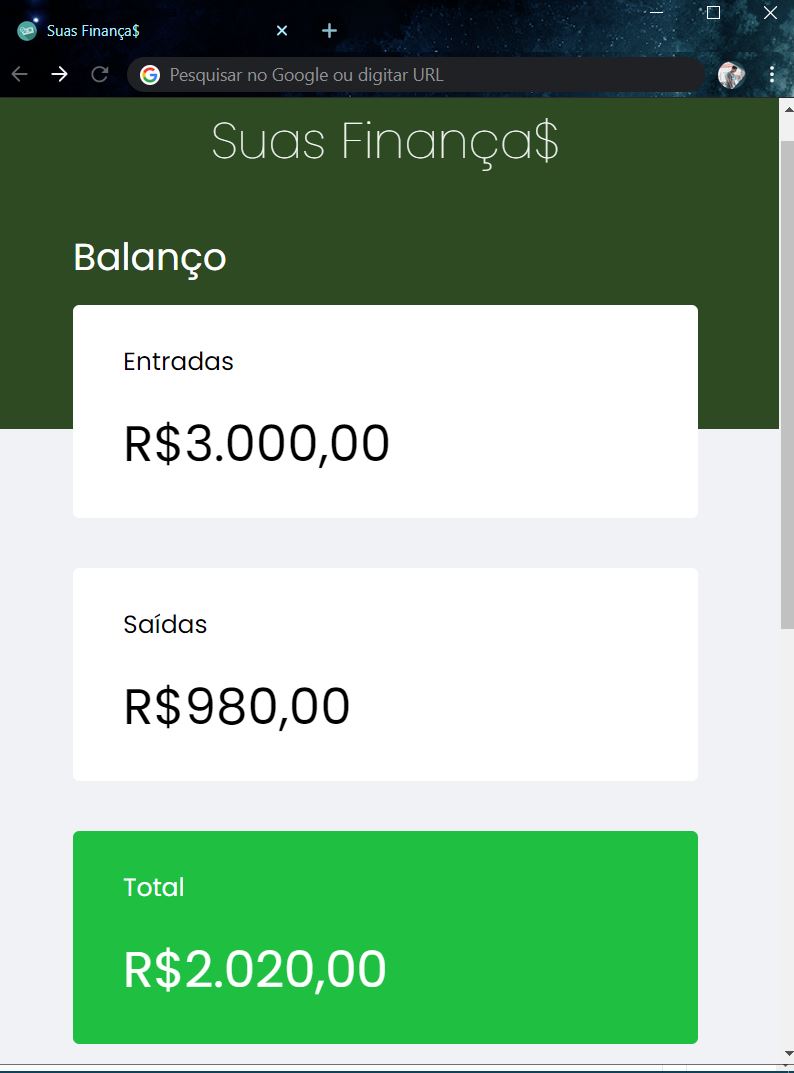 Suas Finança$
Pesquisar no Google ou digitar URL
Suas Finança$
Balanço
Entradas
R$3.000,00
Saídas
R$980,00
Total
R$2.020,00